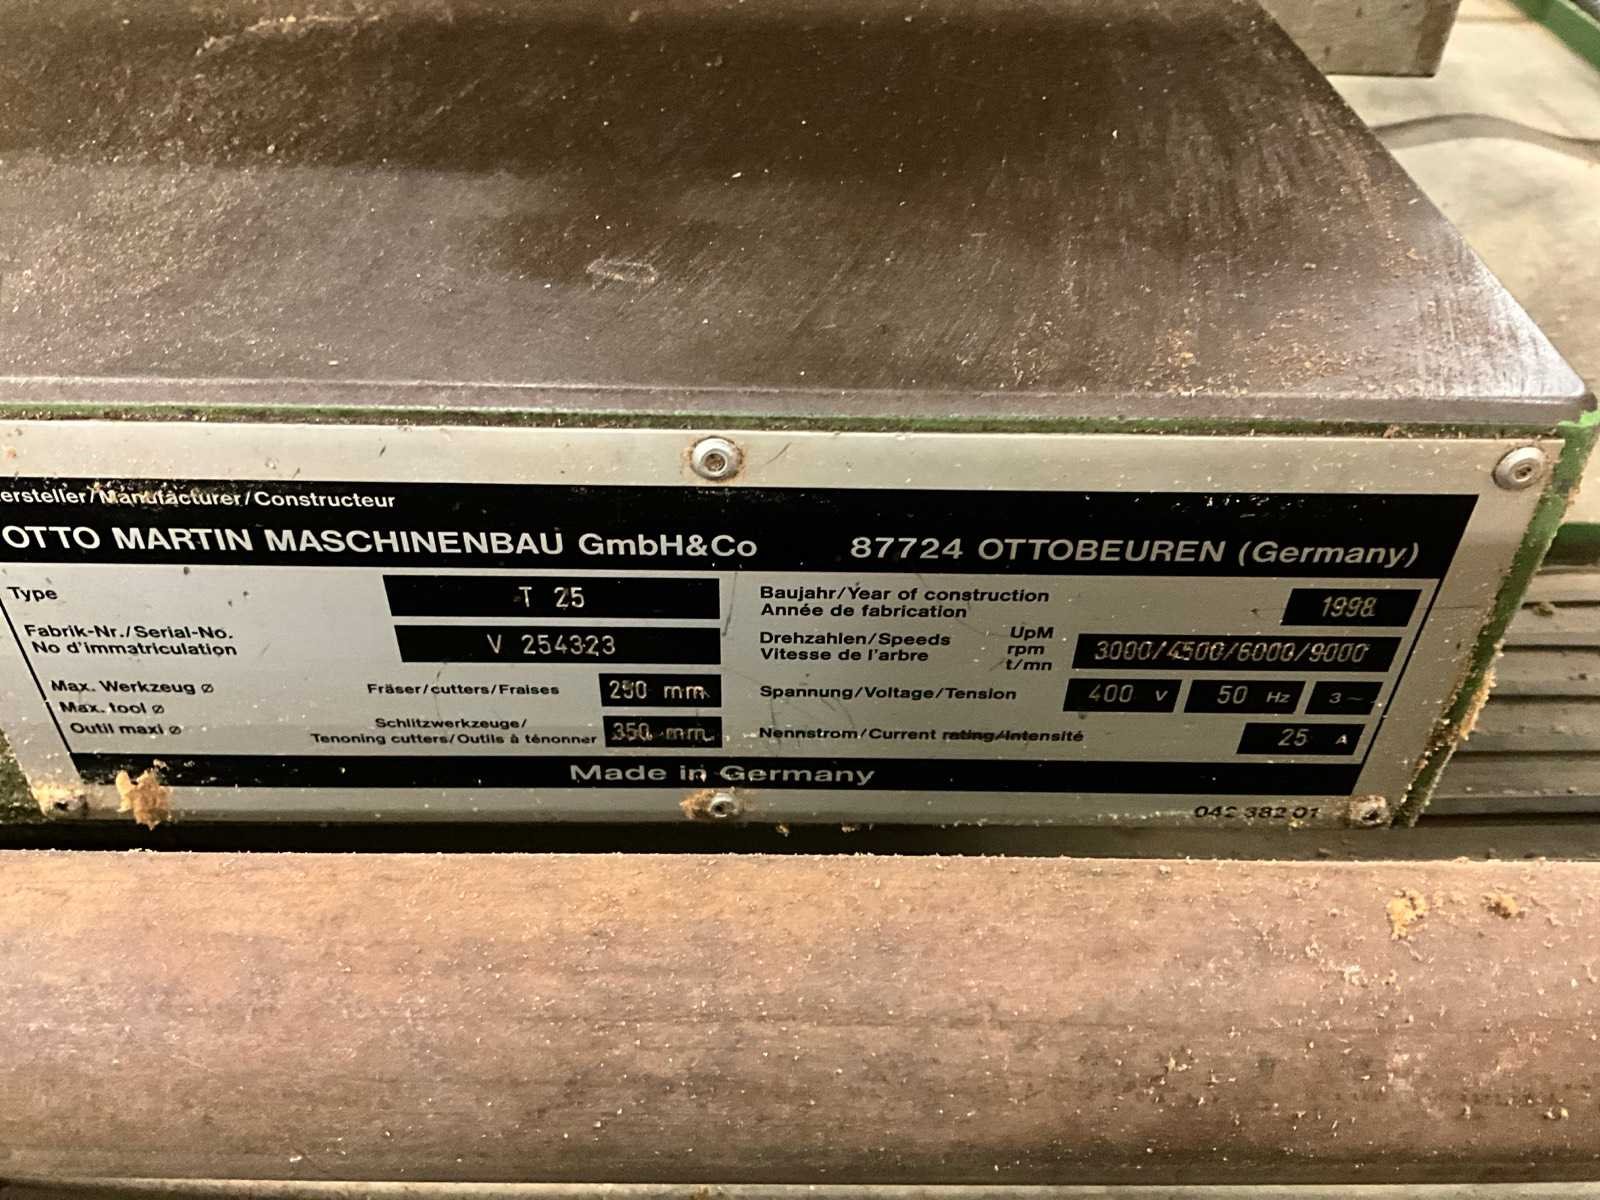 ersteller/Manufacturer/Constructeur
OTTO MARTIN MASCHINENBAU GmbH&Co 87724 OTTOBEUREN (Germany)
Type T 25
Fabrik-Nr./Serial-No.
No d'immatriculation V 254323
Max. Werkzeug ⌀
Max. tool ⌀
Outil maxi ⌀
Fräser/cutters/Fraises 250 mm
Schlitzwerkzeuge/
Tenoning cutters/Outils à ténonner 350 mm
Baujahr/Year of construction
Année de fabrication 1998
Drehzahlen/Speeds
Vitesse de l'arbre
UpM
rpm
t/mn
3000/4500/6000/9000
Spannung/Voltage/Tension 400 V 50 Hz 3~
Nennstrom/Current rating/Intensité 25 A
Made in Germany
042 382 01